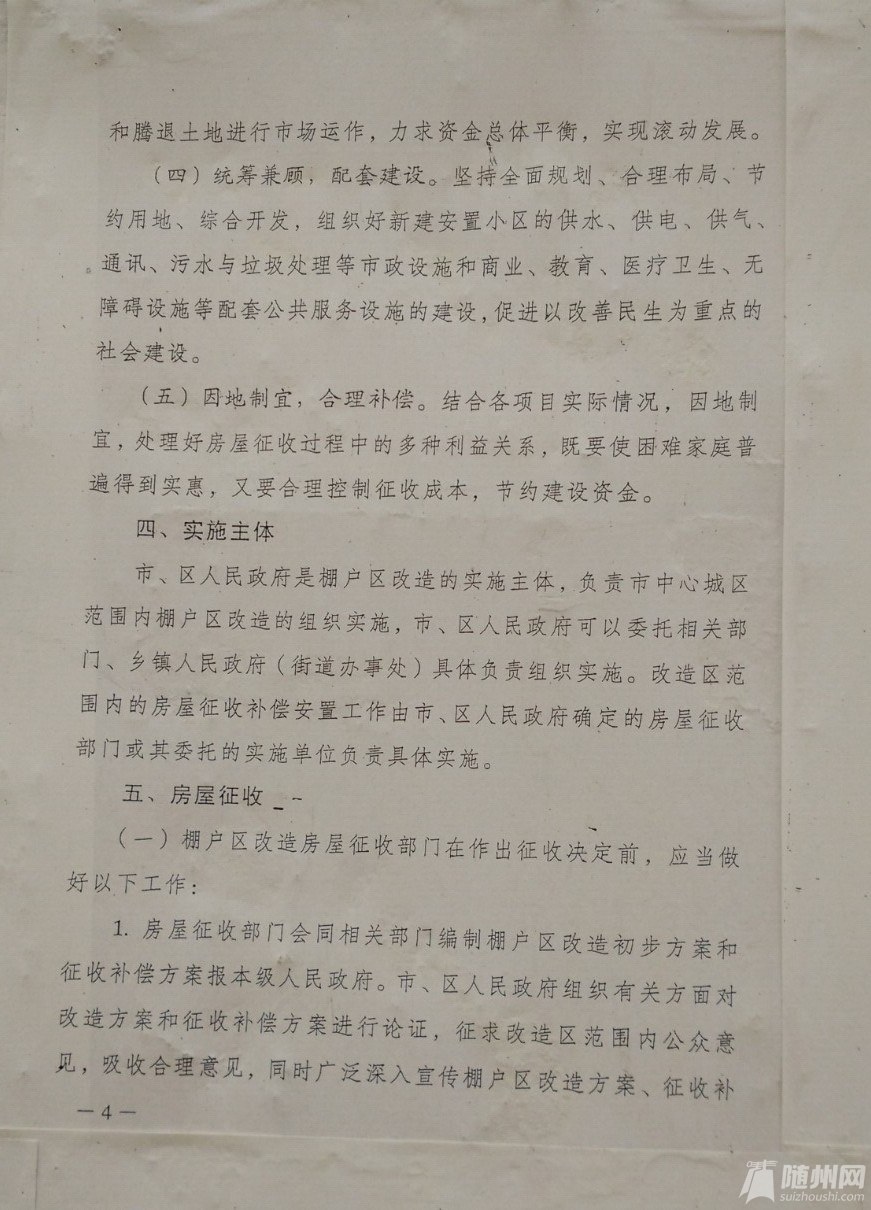 和腾退土地进行市场运作，力求资金总体平衡，实现滚动发展。
（四）统筹兼顾，配套建设。坚持全面规划、合理布局、节
约用地、综合开发，组织好新建安置小区的供水、供电、供气、
通讯、污水与垃圾处理等市政设施和商业、教育、医疗卫生、无
障碍设施等配套公共服务设施的建设，促进以改善民生为重点的
社会建设。
（五）因地制宜，合理补偿。结合各项目实际情况，因地制
宜，处理好房屋征收过程中的多种利益关系，既要使困难家庭普
遍得到实惠，又要合理控制征收成本，节约建设资金。
四、实施主体
市、区人民政府是棚户区改造的实施主体，负责市中心城区
范围内棚户区改造的组织实施，市、区人民政府可以委托相关部
门、乡镇人民政府（街道办事处）具体负责组织实施。改造区范
围内的房屋征收补偿安置工作由市、区人民政府确定的房屋征收
部门或其委托的实施单位负责具体实施。
五、房屋征收
（一）棚户区改造房屋征收部门在作出征收决定前，应当做
好以下工作：
1. 房屋征收部门会同相关部门编制棚户区改造初步方案和
征收补偿方案报本级人民政府。市、区人民政府组织有关方面对
改造方案和征收补偿方案进行论证，征求改造区范围内公众意
见，吸收合理意见，同时广泛深入宣传棚户区改造方案、征收补
—4—
随州网
suizhoushi.com